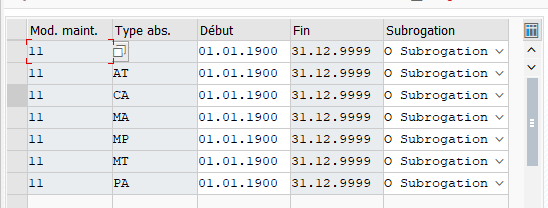 Mod. maint. Type abs. Début Fin Subrogation
11 01.01.1900 31.12.9999 O Subrogation
11 AT 01.01.1900 31.12.9999 O Subrogation
11 CA 01.01.1900 31.12.9999 O Subrogation
11 MA 01.01.1900 31.12.9999 O Subrogation
11 MP 01.01.1900 31.12.9999 O Subrogation
11 MT 01.01.1900 31.12.9999 O Subrogation
11 PA 01.01.1900 31.12.9999 O Subrogation